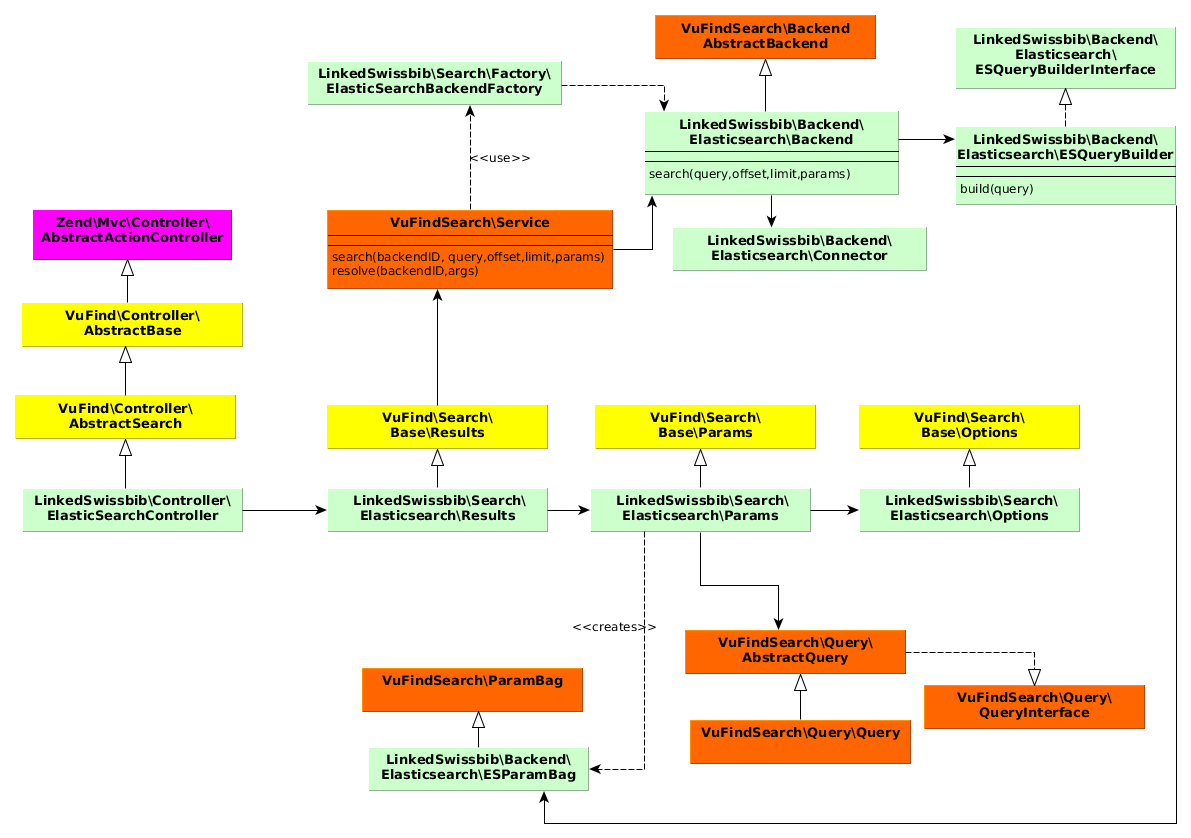 VuFindSearch\Backend
AbstractBackend
LinkedSwissbib\Backend\
Elasticsearch\
ESQueryBuilderInterface
LinkedSwissbib\Search\Factory\
ElasticSearchBackendFactory
LinkedSwissbib\Backend\
Elasticsearch\Backend
search(query,offset,limit,params)
LinkedSwissbib\Backend\
Elasticsearch\ESQueryBuilder
build(query)
<<use>>
Zend\Mvc\Controller\
AbstractActionController
VuFindSearch\Service
search(backendID, query,offset,limit,params)
resolve(backendID,args)
LinkedSwissbib\Backend\
Elasticsearch\Connector
VuFind\Controller\
AbstractBase
VuFind\Controller\
AbstractSearch
VuFind\Search\
Base\Results
VuFind\Search\
Base\Params
VuFind\Search\
Base\Options
LinkedSwissbib\Controller\
ElasticSearchController
LinkedSwissbib\Search\
Elasticsearch\Results
LinkedSwissbib\Search\
Elasticsearch\Params
LinkedSwissbib\Search\
Elasticsearch\Options
<<creates>>
VuFindSearch\Query\
AbstractQuery
VuFindSearch\ParamBag
VuFindSearch\Query\
QueryInterface
VuFindSearch\Query\Query
LinkedSwissbib\Backend\
Elasticsearch\ESParamBag